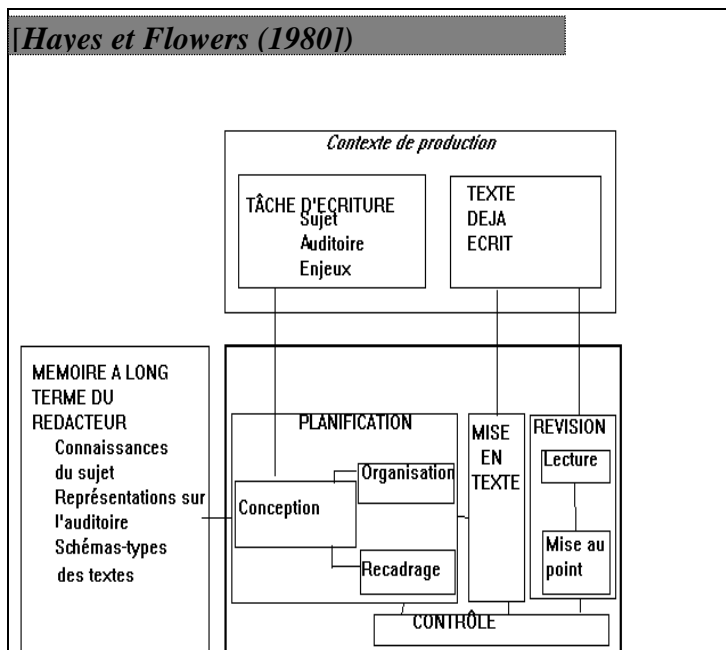 [Hayes et Flowers (1980])
Contexte de production
TÂCHE D'ECRITURE
Sujet
Auditoire
Enjeux
TEXTE
DEJA
ECRIT
MEMOIRE A LONG
TERME DU
REDACTEUR
Connaissances
du sujet
Représentations sur
l'auditoire
Schémas-types
des textes
PLANIFICATION
Conception
Organisation
Recadrage
MISE
EN
TEXTE
REVISION
Lecture
Mise au
point
CONTRÔLE